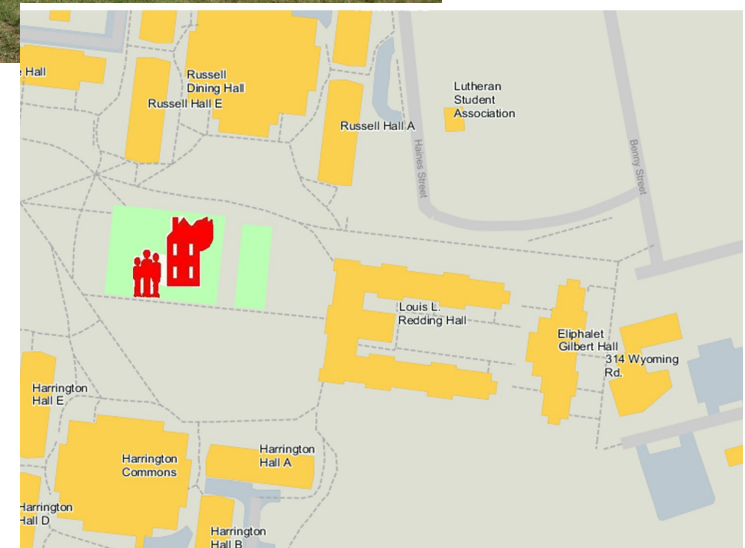 Hall
Russell
Dining Hall
Russell Hall E
Lutheran
Student
Association
Russell Hall A
Haines Street
Benny Street
Louis L.
Redding Hall
Eliphalet
Gilbert Hall
314 Wyoming
Rd.
Harrington
Hall E
Harrington
Commons
Harrington
Hall A
Harrington
Hall D
Harrington
Hall B